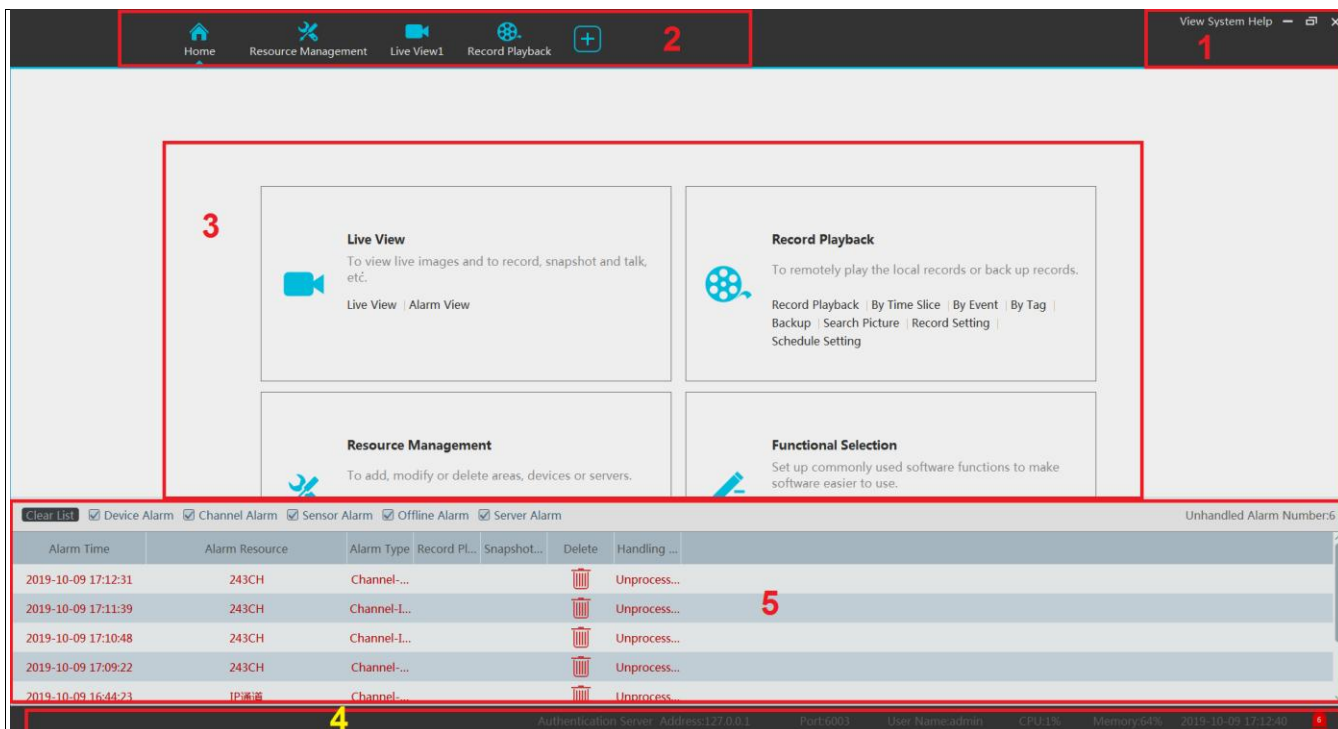 View System Help
1
Home
Resource Management
Live View1
Record Playback
2
3
Live View
To view live images and to record, snapshot and talk,
etc.
Live View | Alarm View
Record Playback
To remotely play the local records or back up records.
Record Playback | By Time Slice | By Event | By Tag |
Backup | Search Picture | Record Setting |
Schedule Setting
Resource Management
To add, modify or delete areas, devices or servers.
Functional Selection
Set up commonly used software functions to make
software easier to use.
Clear List Device Alarm Channel Alarm Sensor Alarm Offline Alarm Server Alarm Unhandled Alarm Number:6
Alarm Time Alarm Resource Alarm Type Record Pl... Snapshot... Delete Handling ...
2019-10-09 17:12:31 243CH Channel-... Unprocess...
2019-10-09 17:11:39 243CH Channel-I... Unprocess...
5
2019-10-09 17:10:48 243CH Channel-I... Unprocess...
2019-10-09 17:09:22 243CH Channel-... Unprocess...
2019-10-09 16:44:23 IP通道 Channel-... Unprocess...
4
Authentication Server Address:127.0.0.1 Port:6003 User Name:admin CPU:1% Memory:64% 2019-10-09 17:12:40 6